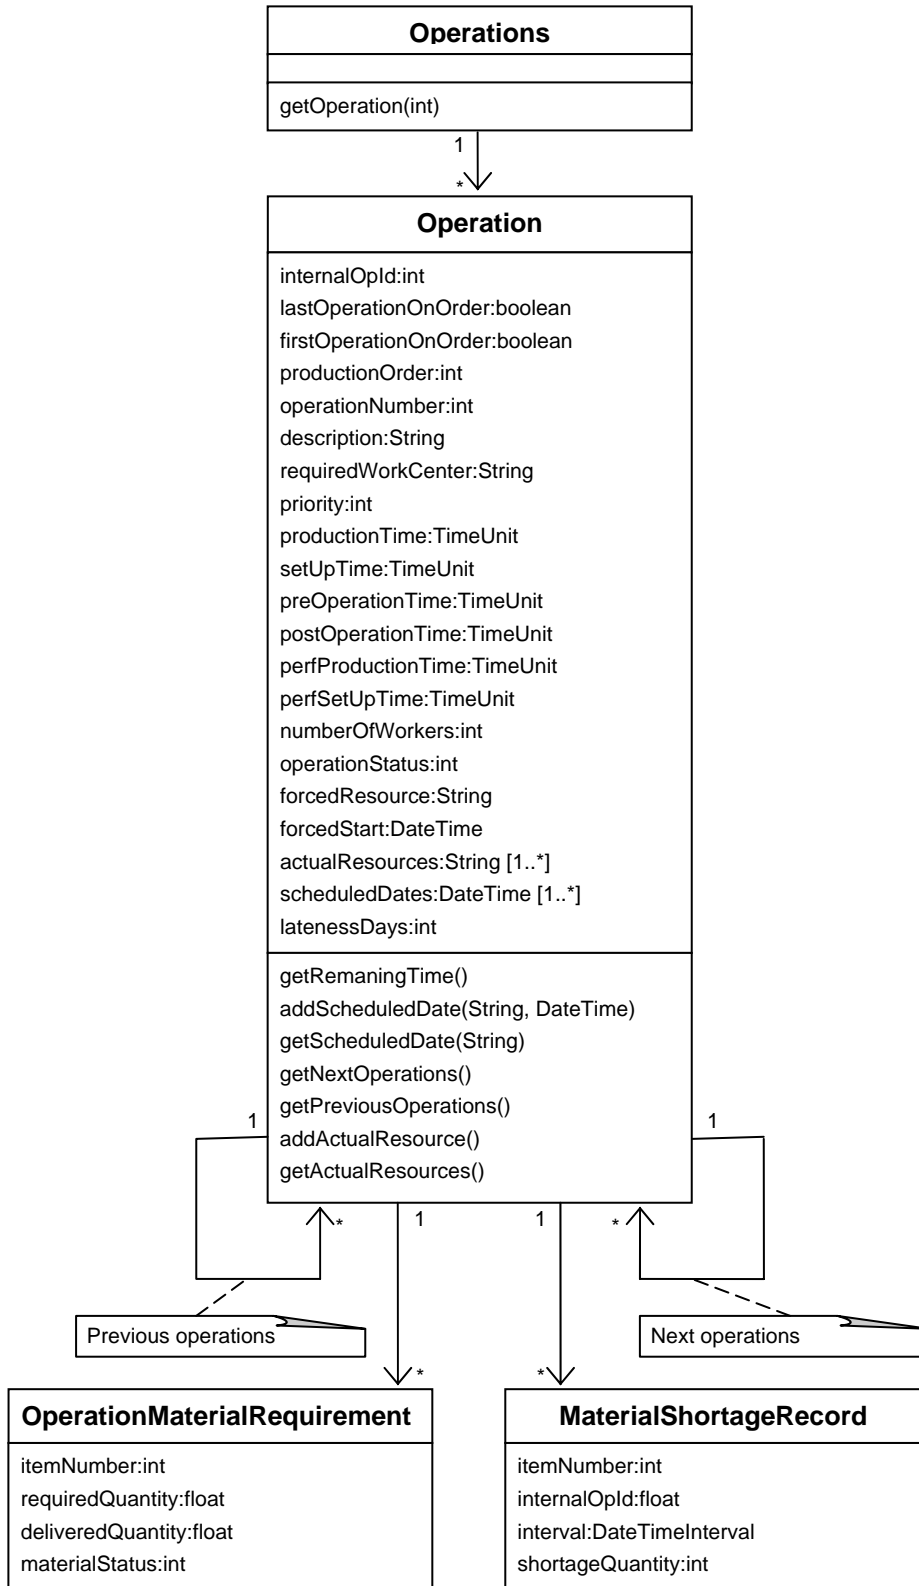 Operations
getOperation(int)
1
*
Operation
internalOpId:int
lastOperationOnOrder:boolean
firstOperationOnOrder:boolean
productionOrder:int
operationNumber:int
description:String
requiredWorkCenter:String
priority:int
productionTime:TimeUnit
setUpTime:TimeUnit
preOperationTime:TimeUnit
postOperationTime:TimeUnit
perfProductionTime:TimeUnit
perfSetUpTime:TimeUnit
numberOfWorkers:int
operationStatus:int
forcedResource:String
forcedStart:DateTime
actualResources:String [1..*]
scheduledDates:DateTime [1..*]
latenessDays:int
getRemaningTime()
addScheduledDate(String, DateTime)
getScheduledDate(String)
getNextOperations()
getPreviousOperations()
addActualResource()
getActualResources()
1
1
*
1
1
*
Previous operations
Next operations
*
*
OperationMaterialRequirement
itemNumber:int
requiredQuantity:float
deliveredQuantity:float
materialStatus:int
MaterialShortageRecord
itemNumber:int
internalOpId:float
interval:DateTimeInterval
shortageQuantity:int